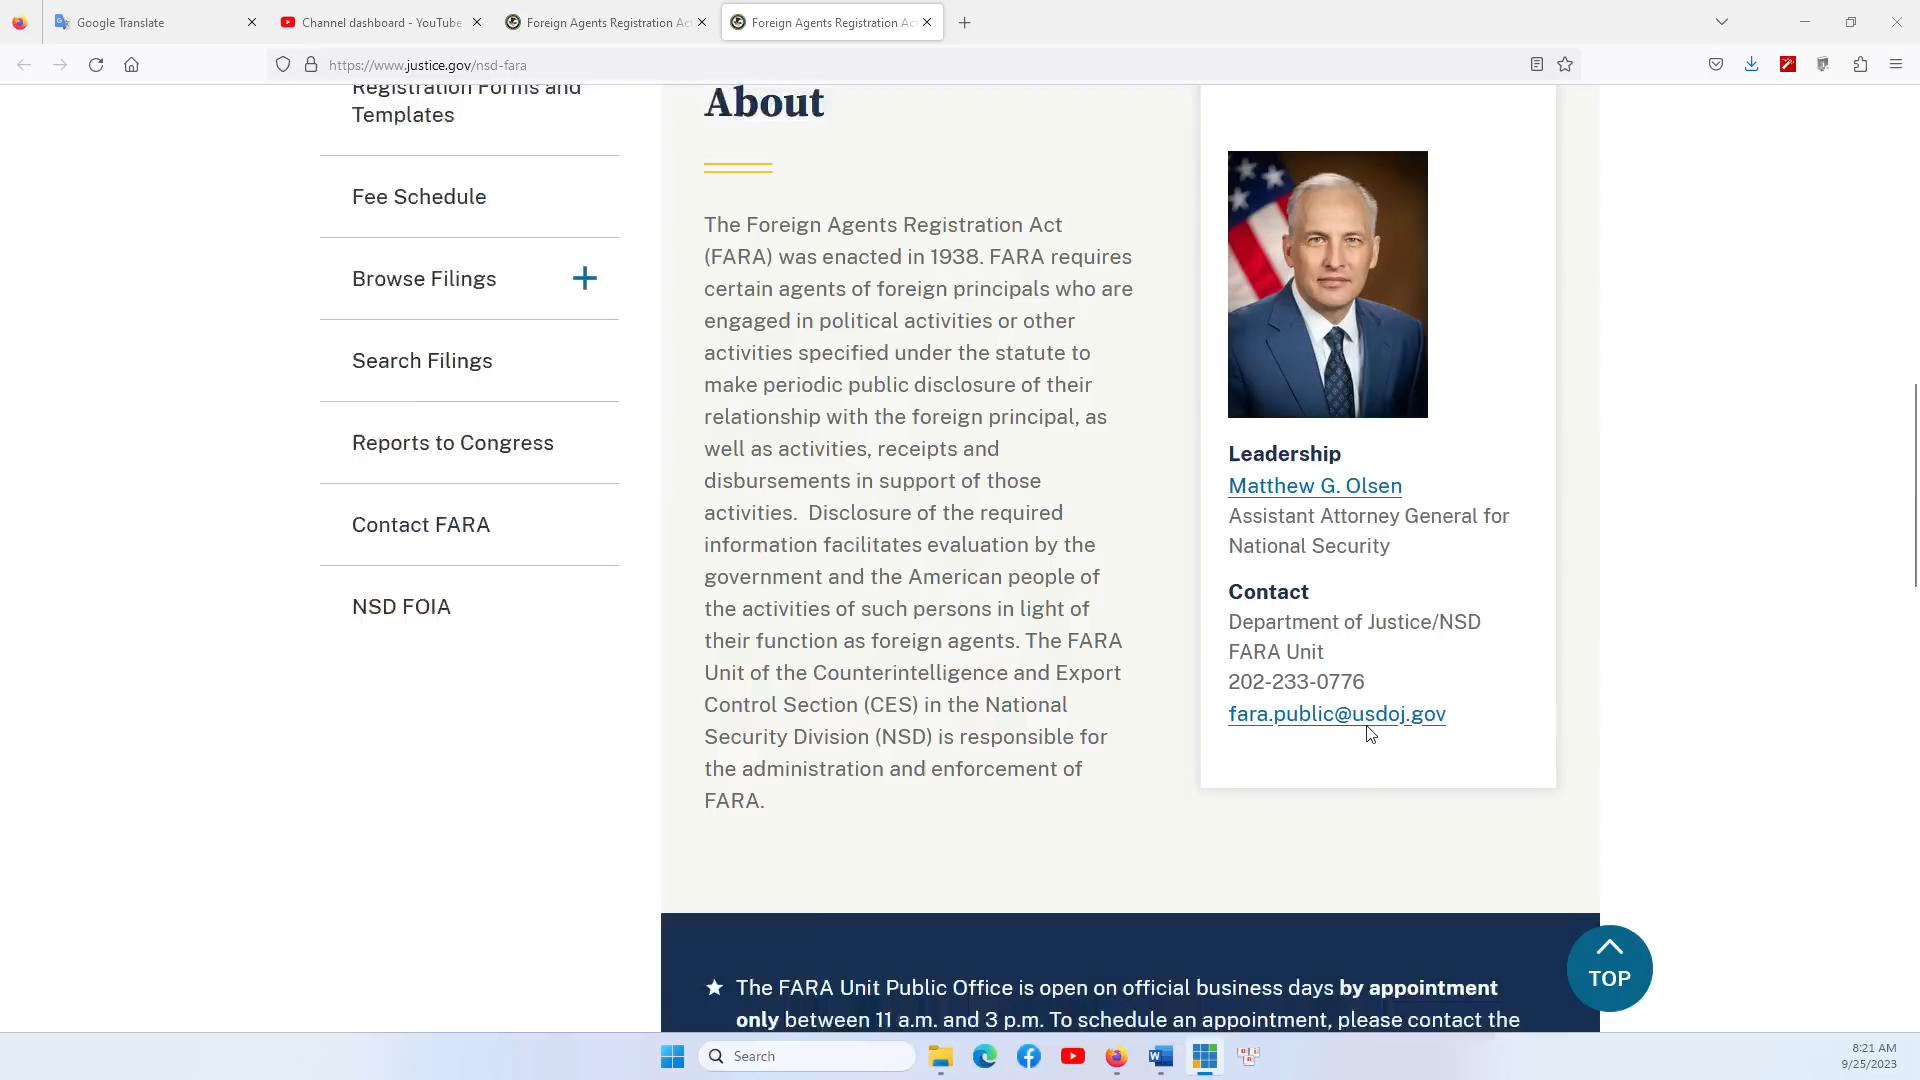 Google Translate
Channel dashboard - YouTube
Foreign Agents Registration Ac
Foreign Agents Registration Ac
https://www.justice.gov/nsd-fara
Registration Forms and
Templates
Fee Schedule
Browse Filings
Search Filings
Reports to Congress
Contact FARA
NSD FOIA
About
The Foreign Agents Registration Act
(FARA) was enacted in 1938. FARA requires
certain agents of foreign principals who are
engaged in political activities or other
activities specified under the statute to
make periodic public disclosure of their
relationship with the foreign principal, as
well as activities, receipts and
disbursements in support of those
activities.  Disclosure of the required
information facilitates evaluation by the
government and the American people of
the activities of such persons in light of
their function as foreign agents. The FARA
Unit of the Counterintelligence and Export
Control Section (CES) in the National
Security Division (NSD) is responsible for
the administration and enforcement of
FARA.
Leadership
Matthew G. Olsen
Assistant Attorney General for
National Security
Contact
Department of Justice/NSD
FARA Unit
202-233-0776
fara.public@usdoj.gov
The FARA Unit Public Office is open on official business days by appointment
only between 11 a.m. and 3 p.m. To schedule an appointment, please contact the
TOP
Search
8:21 AM
9/25/2023